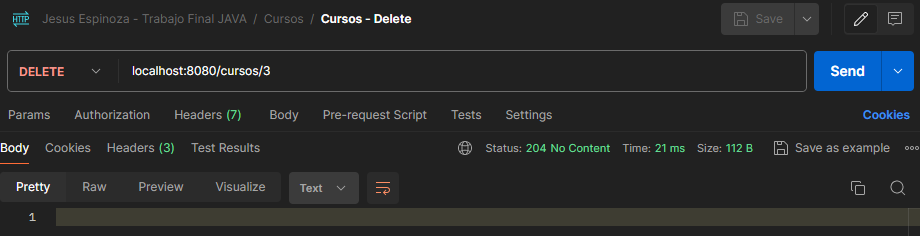 HTTP Jesus Espinoza - Trabajo Final JAVA / Cursos / Cursos - Delete Save
DELETE localhost:8080/cursos/3 Send
Params Authorization Headers (7) Body Pre-request Script Tests Settings Cookies
Body Cookies Headers (3) Test Results Status: 204 No Content Time: 21 ms Size: 112 B Save as example
Pretty Raw Preview Visualize Text
1